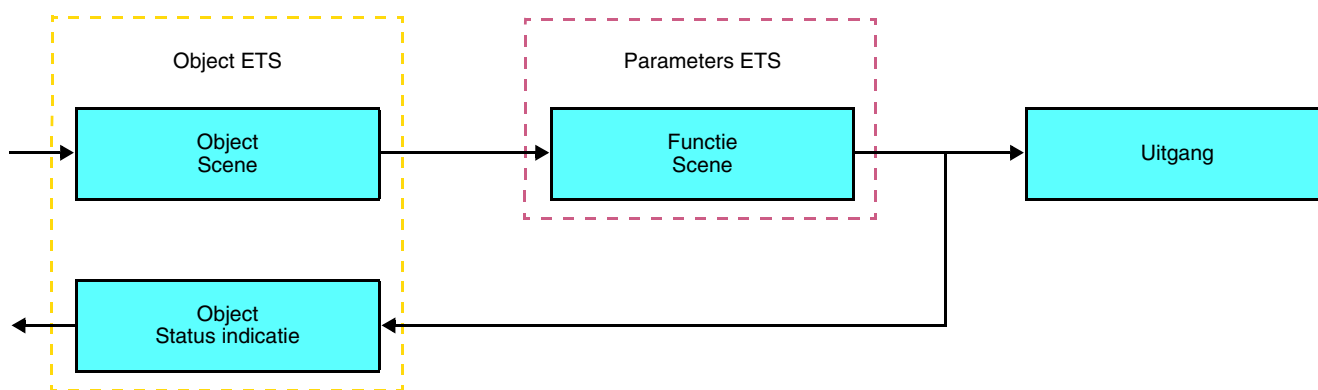 Object ETS
Parameters ETS
Object
Scene
Functie
Scene
Uitgang
Object
Status indicatie